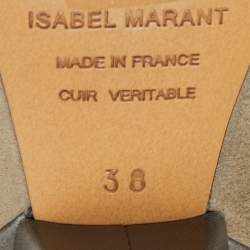 ISABEL MARANT
MADE IN FRANCE
CUIR VERITABLE
38